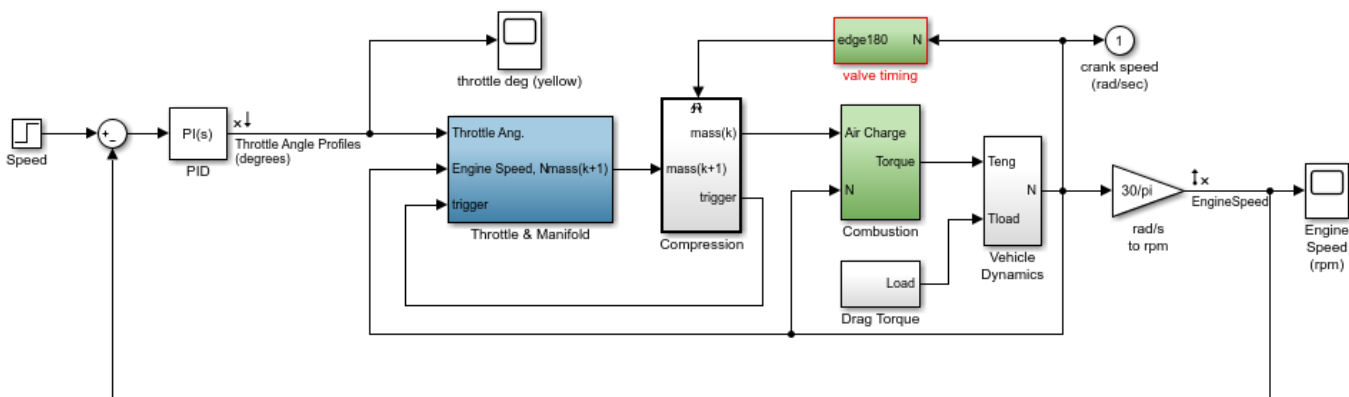 edge180
N
valve timing
1
crank speed
(rad/sec)
throttle deg (yellow)
Speed
+
−
PI(s)
PID
Throttle Angle Profiles
(degrees)
Throttle Ang.
Engine Speed, N
mass(k+1)
trigger
Throttle & Manifold
mass(k)
mass(k+1)
trigger
Compression
Air Charge
Torque
N
Combustion
Load
Drag Torque
Teng
N
Tload
Vehicle
Dynamics
30/pi
rad/s
to rpm
EngineSpeed
Engine
Speed
(rpm)